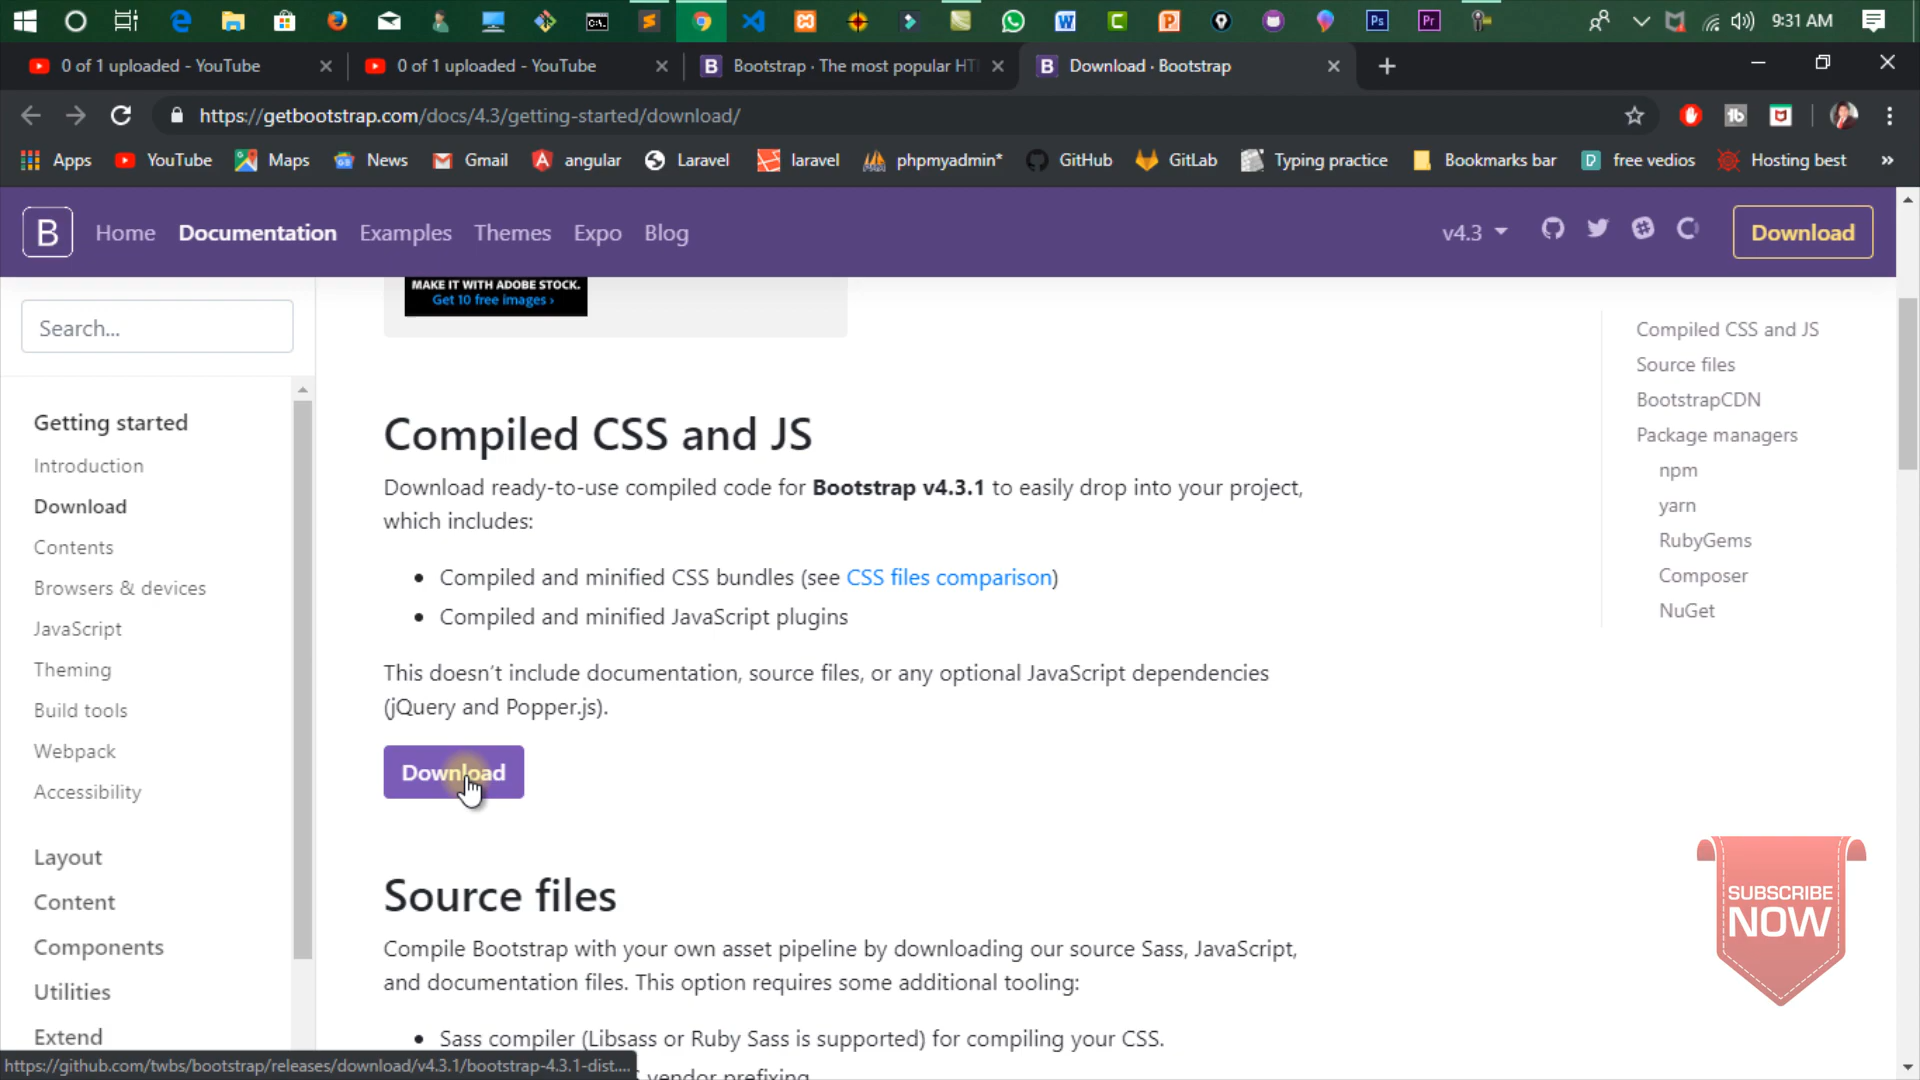 9:31 AM
0 of 1 uploaded - YouTube
0 of 1 uploaded - YouTube
Bootstrap · The most popular HT
Download · Bootstrap
https://getbootstrap.com/docs/4.3/getting-started/download/
Apps
YouTube
Maps
News
Gmail
angular
Laravel
laravel
phpmyadmin*
GitHub
GitLab
Typing practice
Bookmarks bar
free vedios
Hosting best
»
B
Home
Documentation
Examples
Themes
Expo
Blog
v4.3
Download
MAKE IT WITH ADOBE STOCK.
Get 10 free images ›
Search...
Getting started
Introduction
Download
Contents
Browsers & devices
JavaScript
Theming
Build tools
Webpack
Accessibility
Layout
Content
Components
Utilities
Extend
Compiled CSS and JS
Download ready-to-use compiled code for Bootstrap v4.3.1 to easily drop into your project,
which includes:
• Compiled and minified CSS bundles (see CSS files comparison)
• Compiled and minified JavaScript plugins
This doesn’t include documentation, source files, or any optional JavaScript dependencies
(jQuery and Popper.js).
Download
Source files
Compile Bootstrap with your own asset pipeline by downloading our source Sass, JavaScript,
and documentation files. This option requires some additional tooling:
• Sass compiler (Libsass or Ruby Sass is supported) for compiling your CSS.
vendor prefixing
Compiled CSS and JS
Source files
BootstrapCDN
Package managers
npm
yarn
RubyGems
Composer
NuGet
SUBSCRIBE
NOW
https://github.com/twbs/bootstrap/releases/download/v4.3.1/bootstrap-4.3.1-dist....